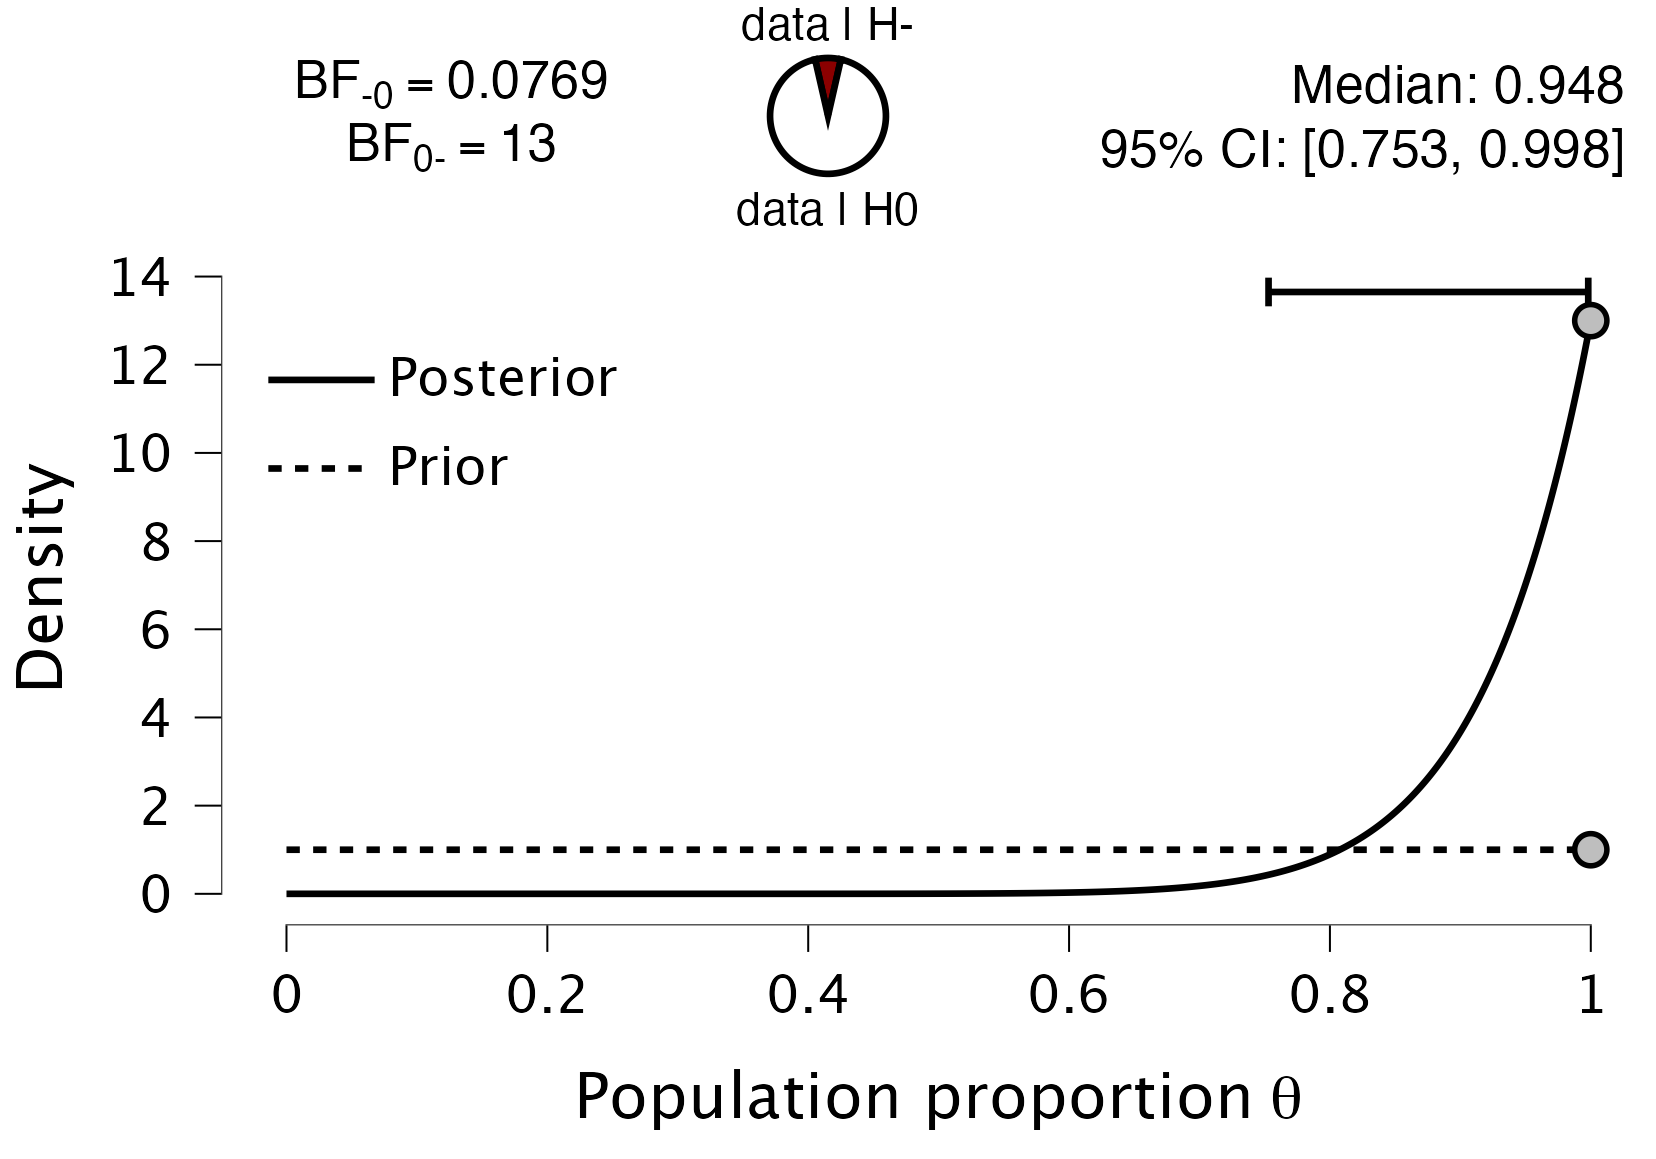 data | H-
BF-0 = 0.0769
BF0- = 13
data | H0
Median: 0.948
95% CI: [0.753, 0.998]
14
12
10
8
6
4
2
0
Density
Posterior
Prior
0 0.2 0.4 0.6 0.8 1
Population proportion θ